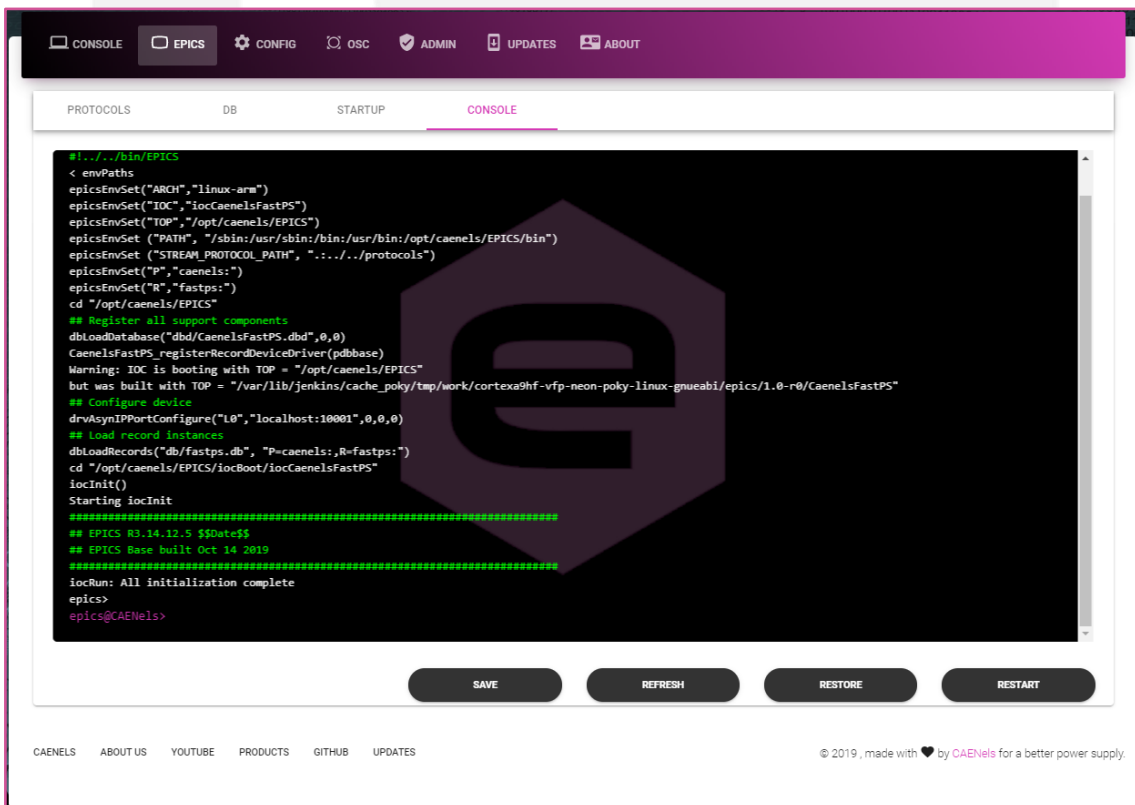 CONSOLE EPICS CONFIG OSC ADMIN UPDATES ABOUT
PROTOCOLS DB STARTUP CONSOLE
#!../../bin/EPICS
< envPaths
epicsEnvSet("ARCH","linux-arm")
epicsEnvSet("IOC","iocCaenelsFastPS")
epicsEnvSet("TOP","/opt/caenels/EPICS")
epicsEnvSet ("PATH", "/sbin:/usr/sbin:/bin:/usr/bin:/opt/caenels/EPICS/bin")
epicsEnvSet ("STREAM_PROTOCOL_PATH", ".:../../protocols")
epicsEnvSet("P","caenels:")
epicsEnvSet("R","fastps:")
cd "/opt/caenels/EPICS"
## Register all support components
dbLoadDatabase("dbd/CaenelsFastPS.dbd",0,0)
CaenelsFastPS_registerRecordDeviceDriver(pdbbase)
Warning: IOC is booting with TOP = "/opt/caenels/EPICS"
but was built with TOP = "/var/lib/jenkins/cache_poky/tmp/work/cortexa9hf-vfp-neon-poky-linux-gnueabi/epics/1.0-r0/CaenelsFastPS"
## Configure device
drvAsynIPPortConfigure("L0","localhost:10001",0,0,0)
## Load record instances
dbLoadRecords("db/fastps.db", "P=caenels:,R=fastps:")
cd "/opt/caenels/EPICS/iocBoot/iocCaenelsFastPS"
iocInit()
Starting iocInit
############################################################################
## EPICS R3.14.12.5 $$Date$$
## EPICS Base built Oct 14 2019
############################################################################
iocRun: All initialization complete
epics>
epics@CAENels>
SAVE REFRESH RESTORE RESTART
CAENELS ABOUT US YOUTUBE PRODUCTS GITHUB UPDATES © 2019 , made with ♥ by CAENels for a better power supply.